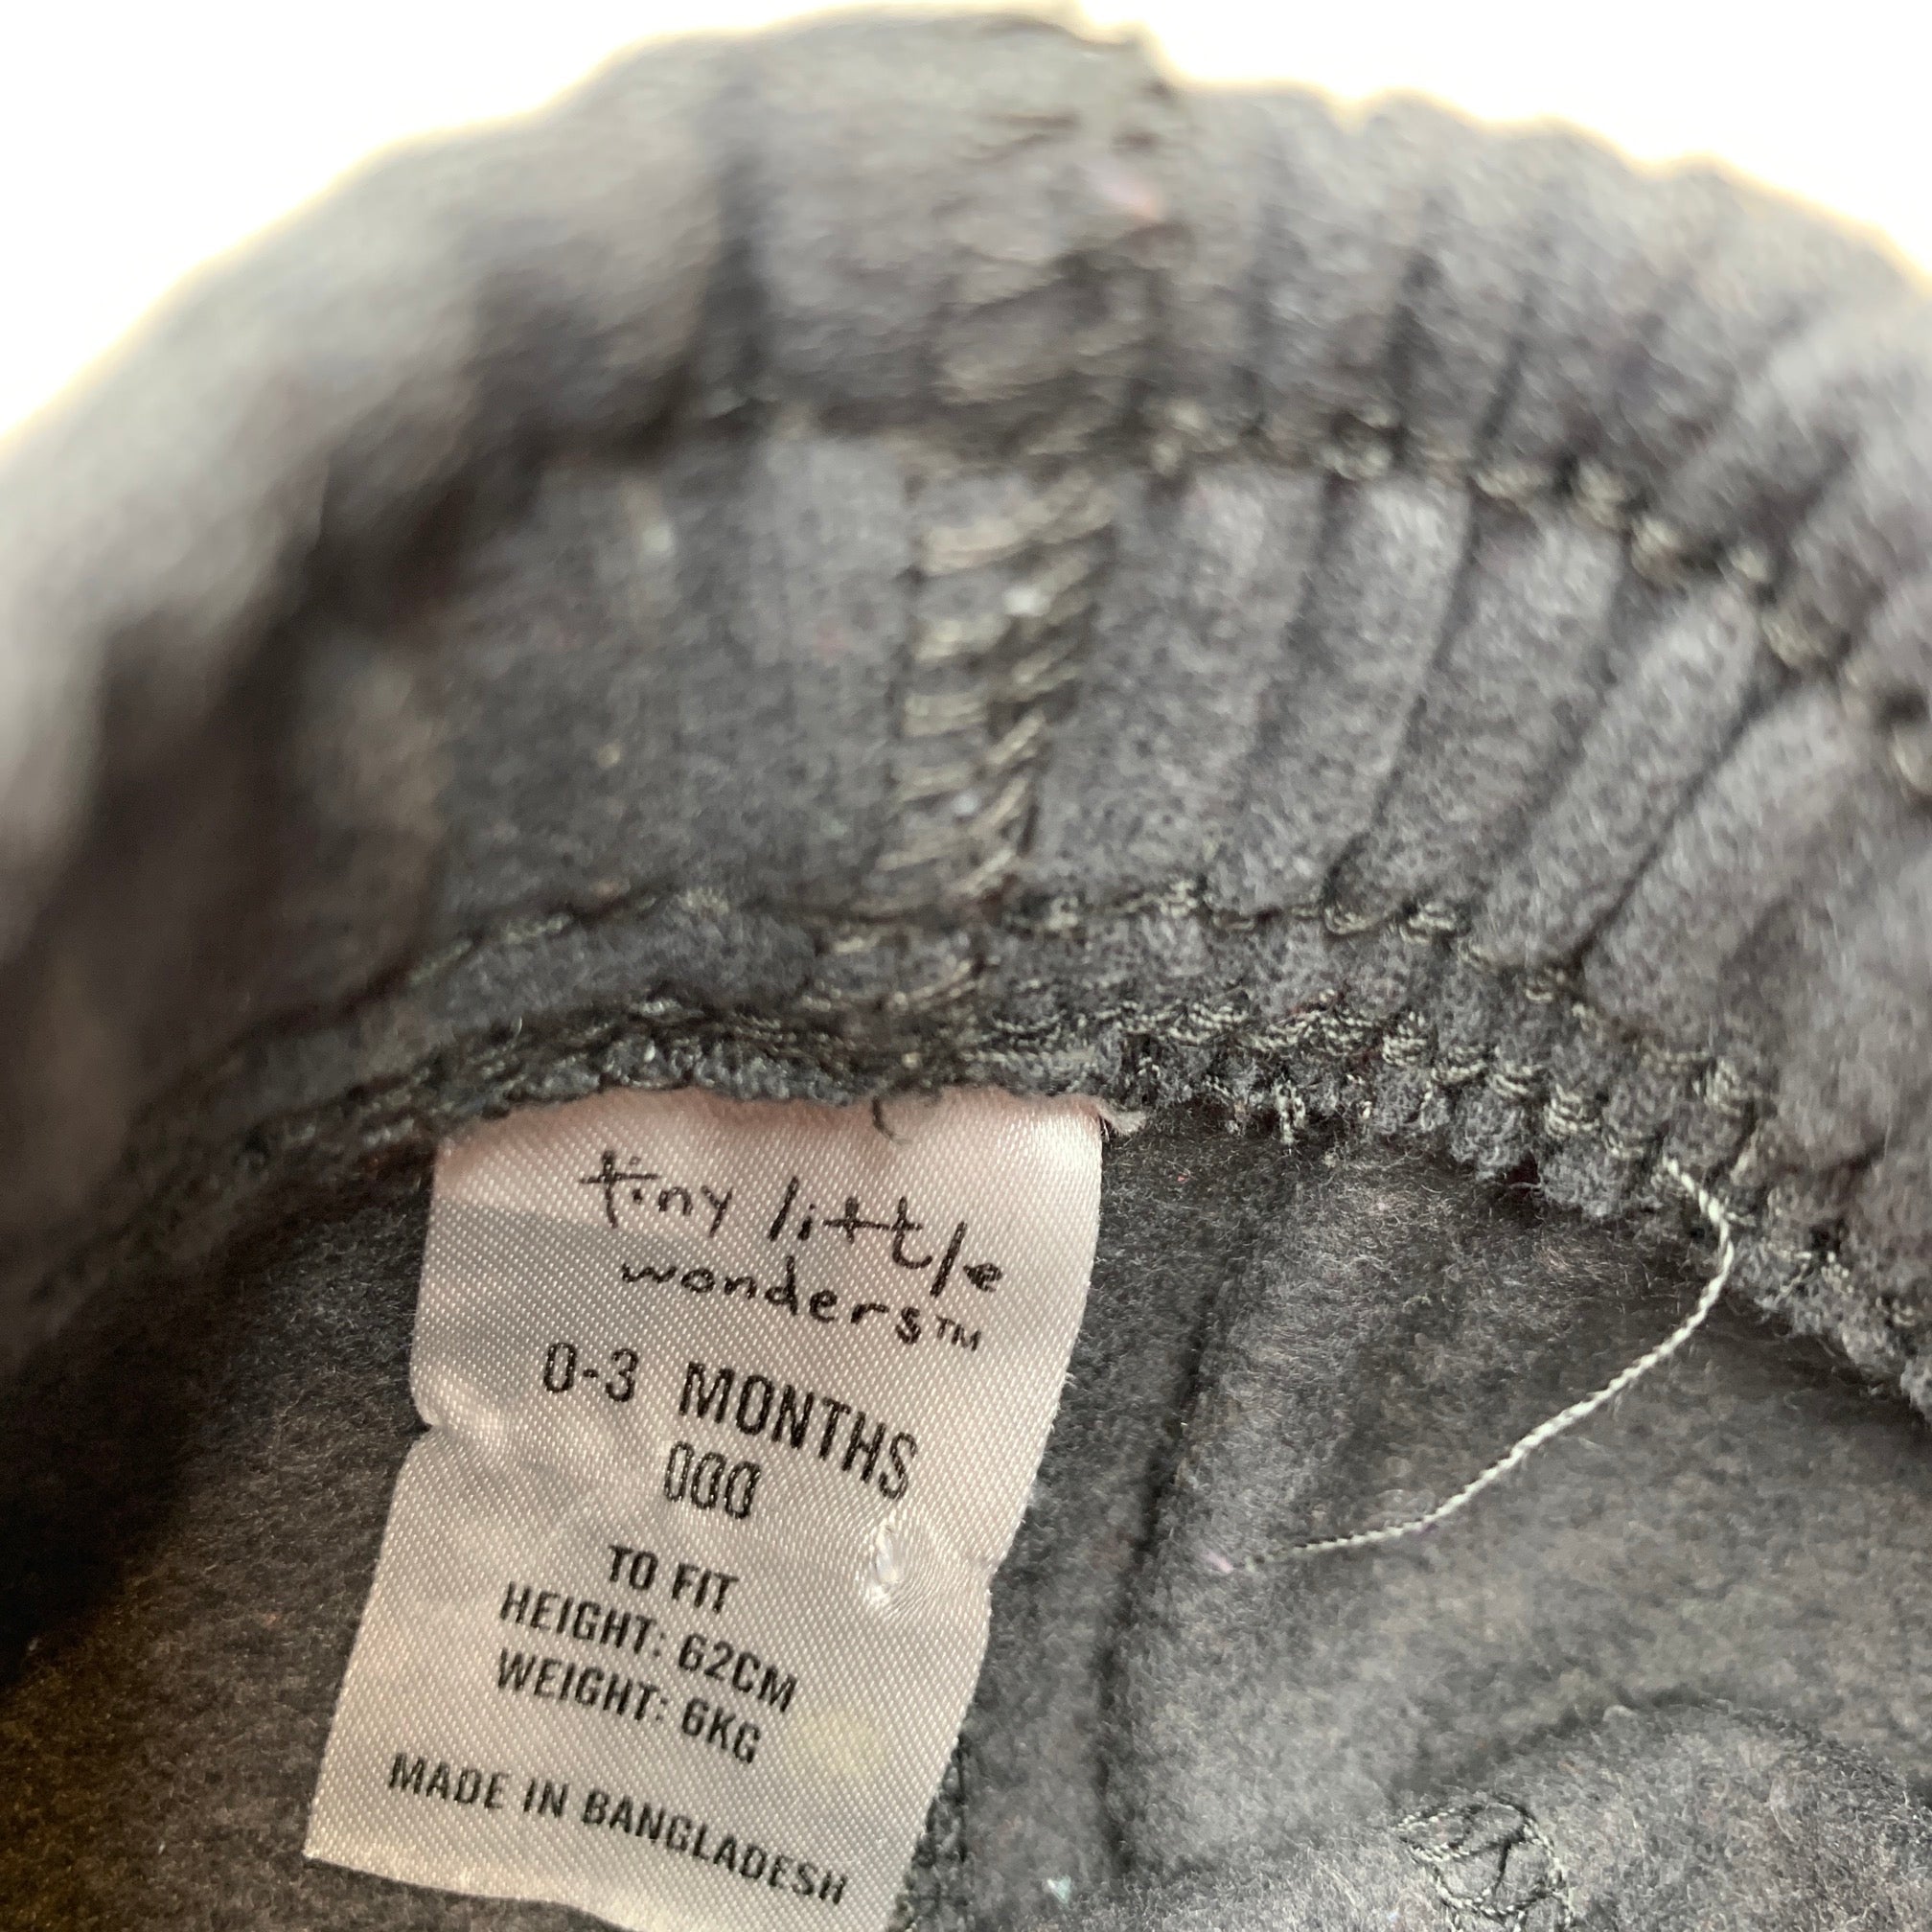 tiny little
wonders™
0-3 MONTHS
000
TO FIT
HEIGHT: 62CM
WEIGHT: 6KG
MADE IN BANGLADESH